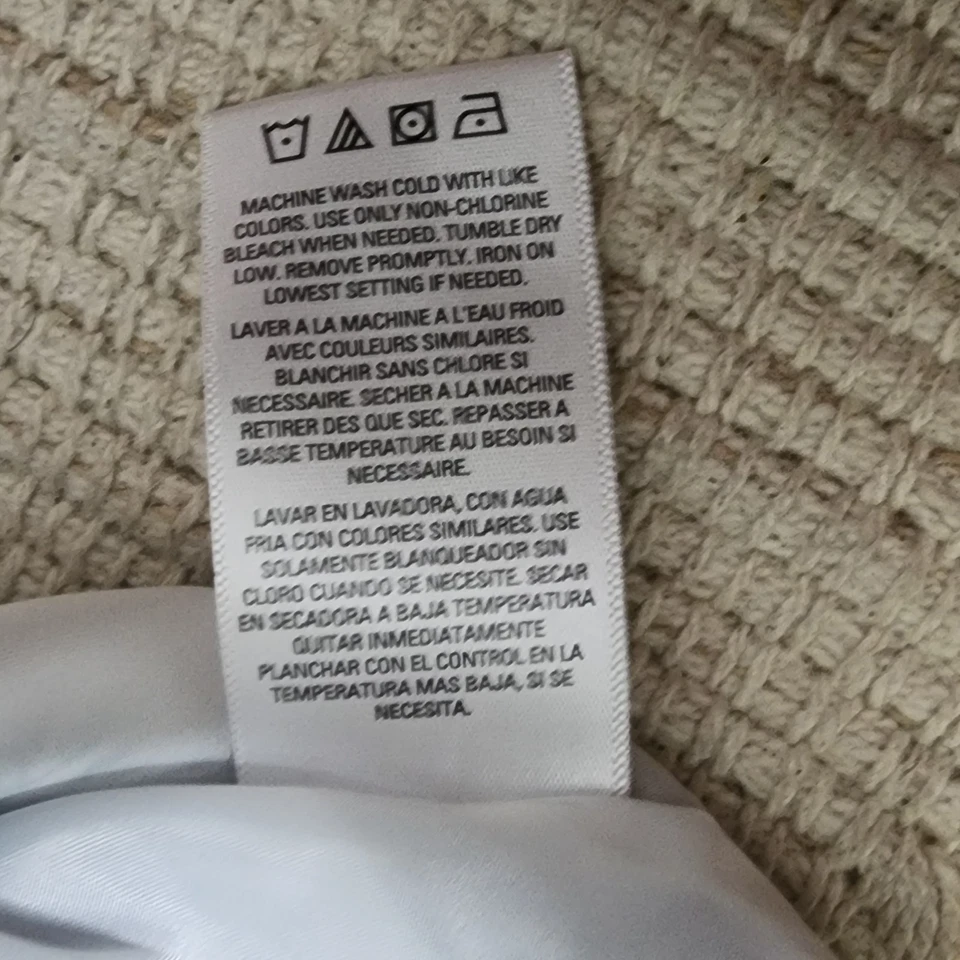 MACHINE WASH COLD WITH LIKE
COLORS. USE ONLY NON-CHLORINE
BLEACH WHEN NEEDED. TUMBLE DRY
LOW. REMOVE PROMPTLY. IRON ON
LOWEST SETTING IF NEEDED.
LAVER A LA MACHINE A L'EAU FROID
AVEC COULEURS SIMILAIRES.
BLANCHIR SANS CHLORE SI
NECESSAIRE. SECHER A LA MACHINE
RETIRER DES QUE SEC. REPASSER A
BASSE TEMPERATURE AU BESOIN SI
NECESSAIRE.
LAVAR EN LAVADORA, CON AGUA
FRIA CON COLORES SIMILARES. USE
SOLAMENTE BLANQUEADOR SIN
CLORO CUANDO SE NECESITE. SECAR
EN SECADORA A BAJA TEMPERATURA
QUITAR INMEDIATAMENTE
PLANCHAR CON EL CONTROL EN LA
TEMPERATURA MAS BAJA, SI SE
NECESITA.